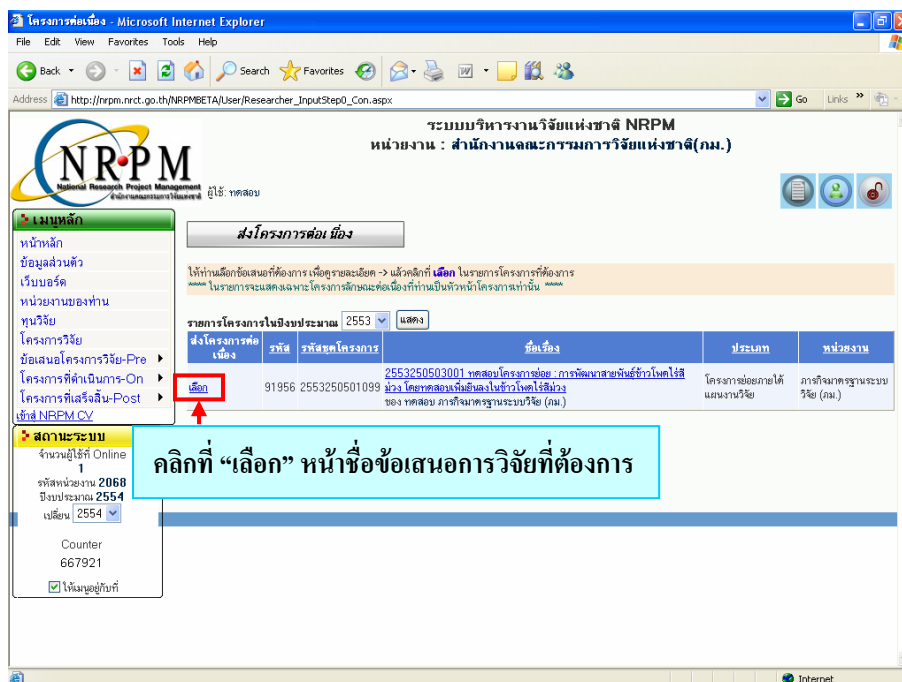 โครงการต่อเนื่อง - Microsoft Internet Explorer
File Edit View Favorites Tools Help
Back Search Favorites
Address http://nrpm.nrct.go.th/NRPMBETA/User/Researcher_InputStep0_Con.aspx Go Links »
ระบบบริหารงานวิจัยแห่งชาติ NRPM
หน่วยงาน : สำนักงานคณะกรรมการวิจัยแห่งชาติ(ภม.)
NRPM
National Research Project Management
สำนักงานคณะกรรมการวิจัยแห่งชาติ
ผู้ใช้: ทดสอบ
เมนูหลัก
หน้าหลัก
ข้อมูลส่วนตัว
เว็บบอร์ด
หน่วยงานของท่าน
ทุนวิจัย
โครงการวิจัย
ข้อเสนอโครงการวิจัย-Pre
โครงการที่ดำเนินการ-On
โครงการที่เสร็จสิ้น-Post
เข้าสู่ NRPM CV
สถานะระบบ
จำนวนผู้ใช้ที่ Online
1
รหัสหน่วยงาน 2068
ปีงบประมาณ 2554
เปลี่ยน 2554
Counter
667921
ให้เมนูอยู่กับที่
ส่งโครงการต่อเนื่อง
ให้ท่านเลือกข้อเสนอที่ต้องการ เพื่อดูรายละเอียด -> แล้วคลิกที่ เลือก ในรายการโครงการที่ต้องการ
**** ในรายการจะแสดงเฉพาะโครงการลักษณะต่อเนื่องที่ท่านเป็นหัวหน้าโครงการเท่านั้น ****
รายการโครงการในปีงบประมาณ 2553 แสดง
ส่งโครงการต่อเนื่อง รหัส รหัสชุดโครงการ ชื่อเรื่อง ประเภท หน่วยงาน
เลือก 91956 2553250501099
2553250503001 ทดสอบโครงการย่อย : การพัฒนาสายพันธุ์ข้าวโพดไร่สี
ม่วง โดยทดสอบเพิ่มยีนลงในข้าวโพดไร่สีม่วง
ของ ทดสอบ ภารกิจมาตรฐานระบบวิจัย (ภม.)
โครงการย่อยภายใต้
แผนงานวิจัย
ภารกิจมาตรฐานระบบ
วิจัย (ภม.)
คลิกที่ “เลือก” หน้าชื่อข้อเสนอการวิจัยที่ต้องการ
Internet